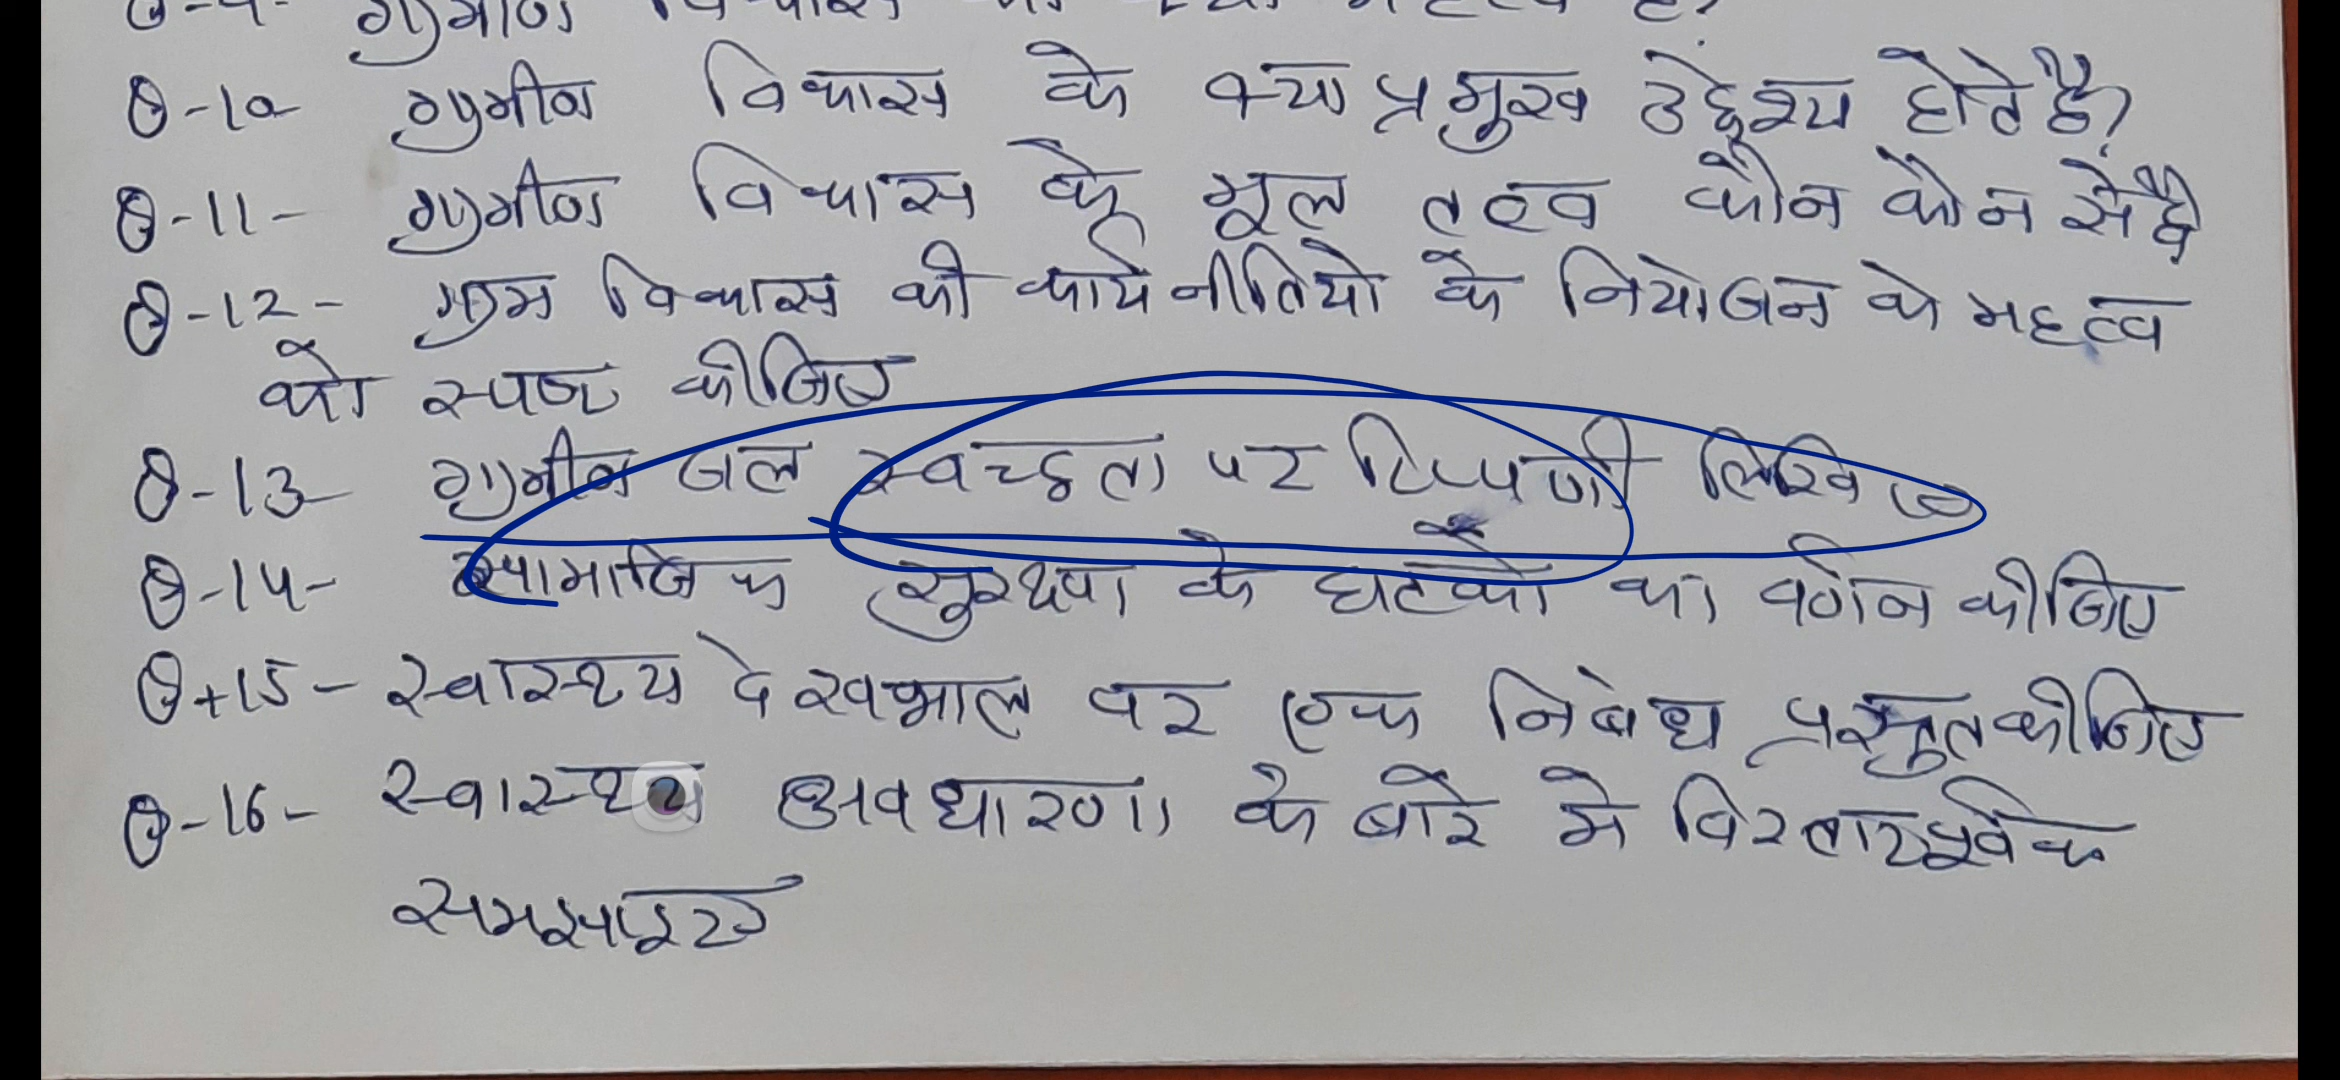 ग्रामीण विकास का क्या महत्व है?
Q-10 ग्रामीण विकास के क्या प्रमुख उद्देश्य होते है?
Q-11- ग्रामीण विकास के मूल तत्व कौन कौन से है
Q-12- ग्राम विकास की कार्य नीतियो के नियोजन के महत्व
को स्पष्ट कीजिए
Q-13- ग्रामीण जल स्वच्छता पर टिप्पणी लिखिए
Q-14- सामाजिक सुरक्षा के घटको का वर्णन कीजिए
Q+15- स्वास्थ्य देखभाल पर एक निबंध प्रस्तुत कीजिए
Q-16- स्वास्थ्य अवधारणा के बारे मे विस्तारपूर्वक
समझाइए